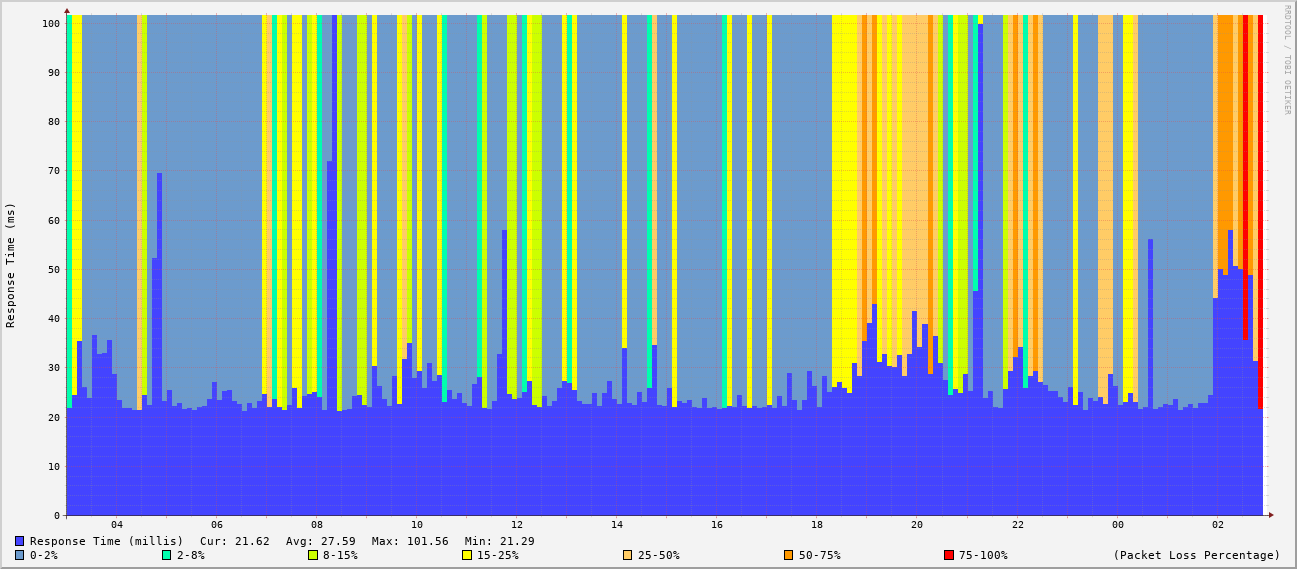 RRDTOOL / TOBI OETIKER
Response Time (ms)
100
90
80
70
60
50
40
30
20
10
0
04 06 08 10 12 14 16 18 20 22 00 02
Response Time (millis) Cur: 21.62 Avg: 27.59 Max: 101.56 Min: 21.29
0-2% 2-8% 8-15% 15-25% 25-50% 50-75% 75-100% (Packet Loss Percentage)